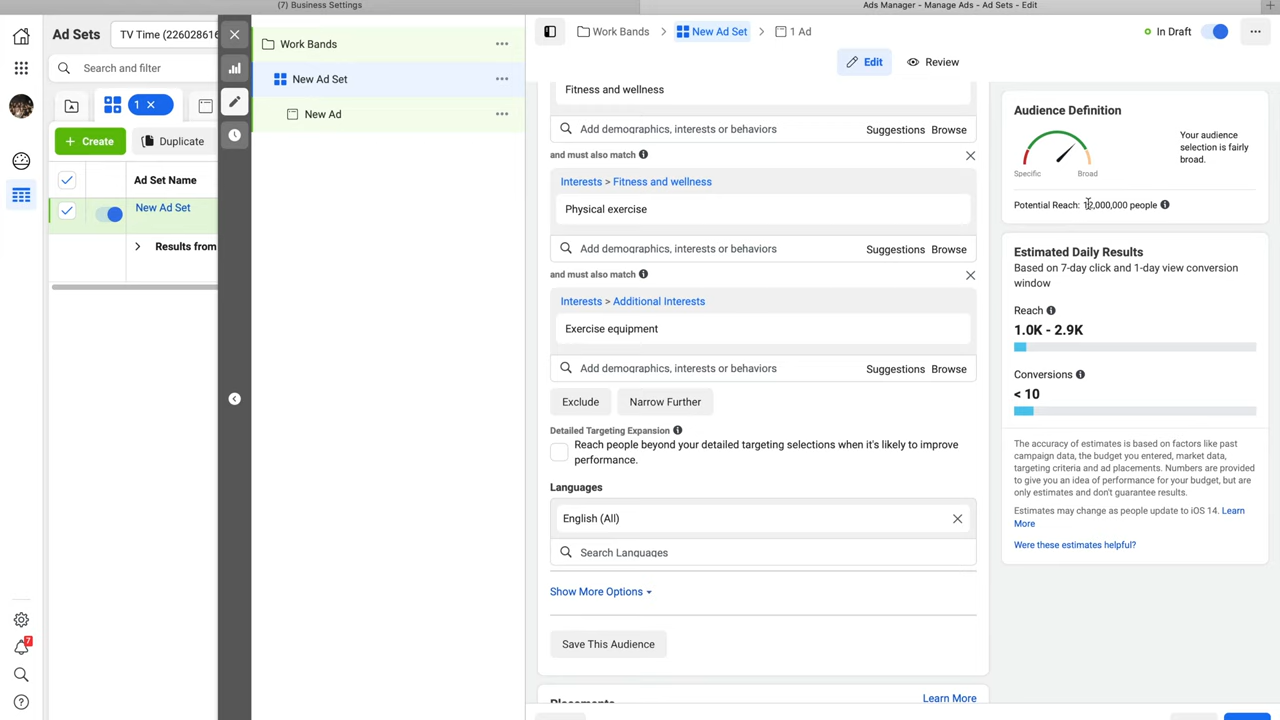 (7) Business Settings
Ads Manager - Manage Ads - Ad Sets - Edit
Ad Sets
TV Time (22602861
Search and filter
1
Create
Duplicate
Ad Set Name
New Ad Set
Results from
7
Work Bands
New Ad Set
New Ad
Work Bands
New Ad Set
1 Ad
In Draft
Edit
Review
Fitness and wellness
Add demographics, interests or behaviors
Suggestions
Browse
and must also match
Interests > Fitness and wellness
Physical exercise
Add demographics, interests or behaviors
Suggestions
Browse
and must also match
Interests > Additional Interests
Exercise equipment
Add demographics, interests or behaviors
Suggestions
Browse
Exclude
Narrow Further
Detailed Targeting Expansion
Reach people beyond your detailed targeting selections when it's likely to improve
performance.
Languages
English (All)
Search Languages
Show More Options
Save This Audience
Placements
Learn More
Audience Definition
Specific
Broad
Your audience
selection is fairly
broad.
Potential Reach: 12,000,000 people
Estimated Daily Results
Based on 7-day click and 1-day view conversion
window
Reach
1.0K - 2.9K
Conversions
< 10
The accuracy of estimates is based on factors like past
campaign data, the budget you entered, market data,
targeting criteria and ad placements. Numbers are provided
to give you an idea of performance for your budget, but are
only estimates and don't guarantee results.
Estimates may change as people update to iOS 14. Learn
More
Were these estimates helpful?